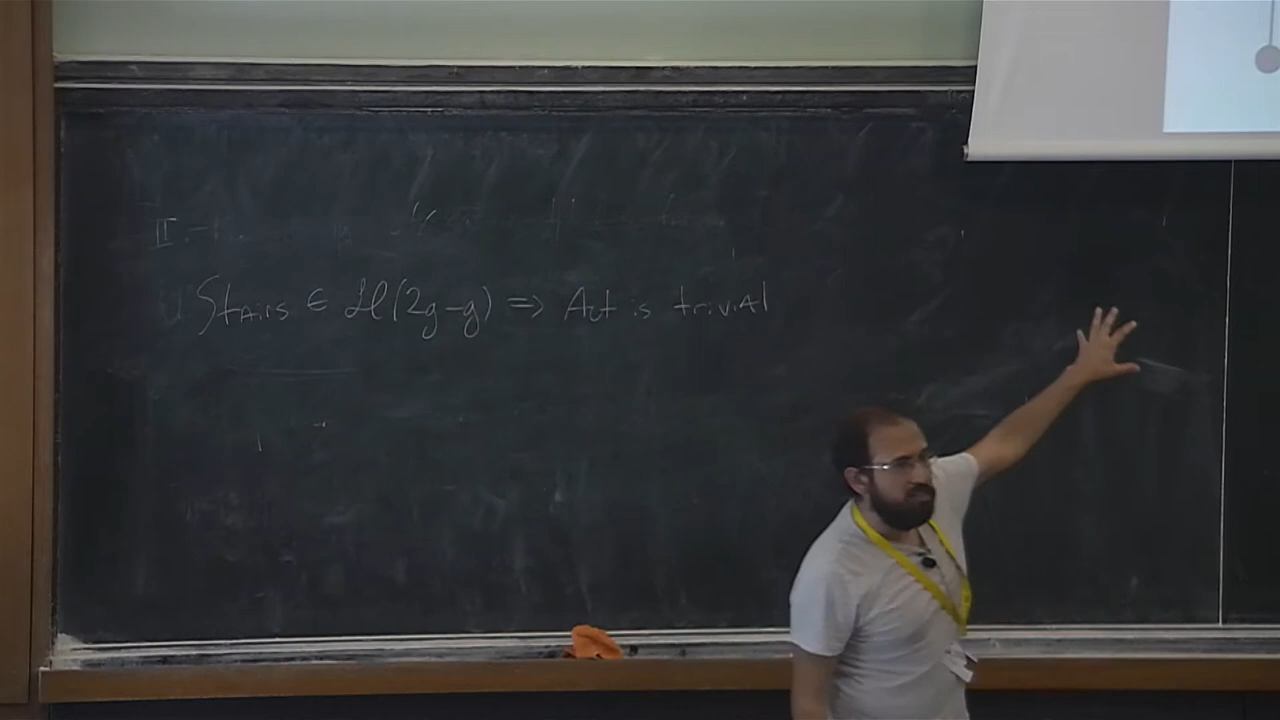 Stairs ∈ ℋ(2g-g) ⇒ Aut is trivial